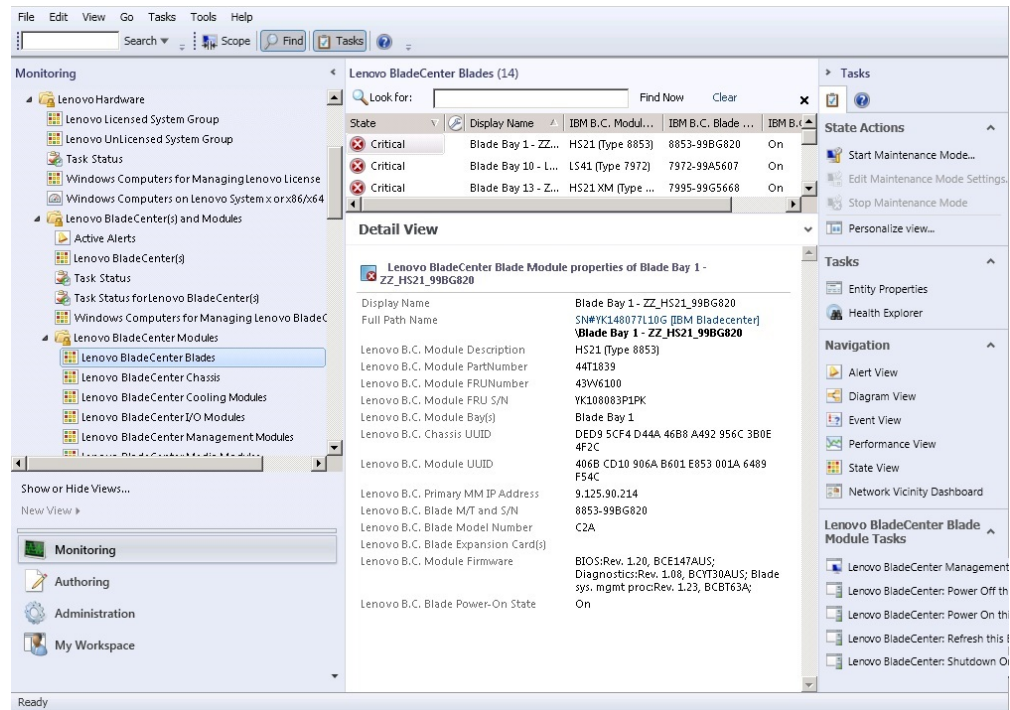 File Edit View Go Tasks Tools Help
Search Scope Find Tasks
Monitoring
Lenovo Hardware
Lenovo Licensed System Group
Lenovo UnLicensed System Group
Task Status
Windows Computers for Managing Lenovo License
Windows Computers on Lenovo System x or x86/x64
Lenovo BladeCenter(s) and Modules
Active Alerts
Lenovo BladeCenter(s)
Task Status
Task Status for Lenovo BladeCenter(s)
Windows Computers for Managing Lenovo BladeC
Lenovo BladeCenter Modules
Lenovo BladeCenter Blades
Lenovo BladeCenter Chassis
Lenovo BladeCenter Cooling Modules
Lenovo BladeCenter I/O Modules
Lenovo BladeCenter Management Modules
Show or Hide Views...
New View
Monitoring
Authoring
Administration
My Workspace
Ready
Lenovo BladeCenter Blades (14)
Look for: Find Now Clear
State Display Name IBM B.C. Modul... IBM B.C. Blade ... IBM B.C
Critical Blade Bay 1 - ZZ... HS21 (Type 8853) 8853-99BG820 On
Critical Blade Bay 10 - L... LS41 (Type 7972) 7972-99A5607 On
Critical Blade Bay 13 - Z... HS21 XM (Type ... 7995-99G5668 On
Detail View
Lenovo BladeCenter Blade Module properties of Blade Bay 1 -
ZZ_HS21_99BG820
Display Name Blade Bay 1 - ZZ_HS21_99BG820
Full Path Name SN#YK148077L10G [IBM Bladecenter]
\Blade Bay 1 - ZZ_HS21_99BG820
Lenovo B.C. Module Description HS21 (Type 8853)
Lenovo B.C. Module PartNumber 44T1839
Lenovo B.C. Module FRUNumber 43W6100
Lenovo B.C. Module FRU S/N YK108083P1PK
Lenovo B.C. Module Bay(s) Blade Bay 1
Lenovo B.C. Chassis UUID DED9 5CF4 D44A 46B8 A492 956C 3B0E
4F2C
Lenovo B.C. Module UUID 406B CD10 906A B601 E853 001A 6489
F54C
Lenovo B.C. Primary MM IP Address 9.125.90.214
Lenovo B.C. Blade M/T and S/N 8853-99BG820
Lenovo B.C. Blade Model Number C2A
Lenovo B.C. Blade Expansion Card(s)
Lenovo B.C. Module Firmware BIOS:Rev. 1.20, BCE147AUS;
Diagnostics:Rev. 1.08, BCYT30AUS; Blade
sys. mgmt proc:Rev. 1.23, BCBT63A;
Lenovo B.C. Blade Power-On State On
Tasks
State Actions
Start Maintenance Mode...
Edit Maintenance Mode Settings.
Stop Maintenance Mode
Personalize view...
Tasks
Entity Properties
Health Explorer
Navigation
Alert View
Diagram View
Event View
Performance View
State View
Network Vicinity Dashboard
Lenovo BladeCenter Blade
Module Tasks
Lenovo BladeCenter Management
Lenovo BladeCenter: Power Off th
Lenovo BladeCenter: Power On thi
Lenovo BladeCenter: Refresh this
Lenovo BladeCenter: Shutdown O